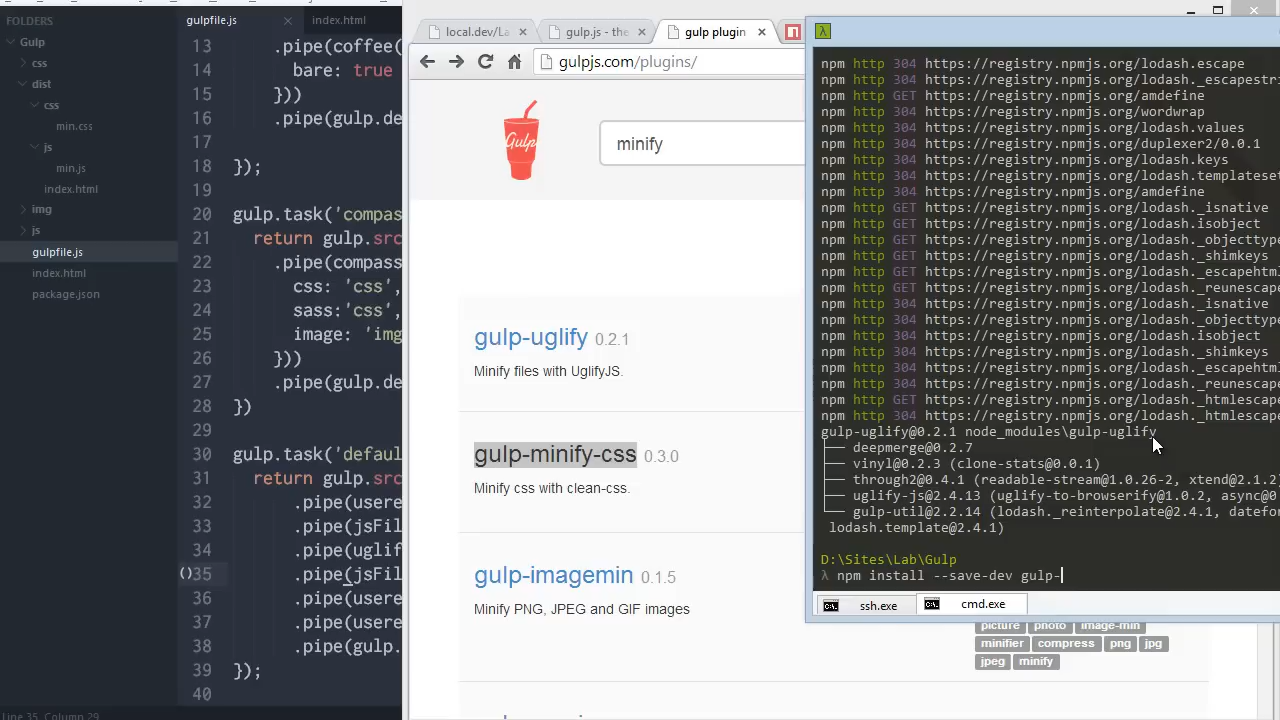 FOLDERS
Gulp
css
dist
css
min.css
js
min.js
index.html
img
js
gulpfile.js
index.html
package.json
gulpfile.js
index.html
13 .pipe(coffee(
14 bare: true
15 }))
16 .pipe(gulp.de
17
18 });
19
20 gulp.task('compas
21 return gulp.src
22 .pipe(compass
23 css: 'css',
24 sass:'css',
25 image: 'img
26 }))
27 .pipe(gulp.de
28 })
29
30 gulp.task('defaul
31 return gulp.src
32 .pipe(usere
33 .pipe(jsFil
34 .pipe(uglif
()35 .pipe(jsFil
36 .pipe(usere
37 .pipe(usere
38 .pipe(gulp.
39 });
40
Line 35, Column 29
local.dev/La
gulp.js - the
gulp plugin
gulpjs.com/plugins/
Gulp
minify
gulp-uglify 0.2.1
Minify files with UglifyJS.
gulp-minify-css 0.3.0
Minify css with clean-css.
gulp-imagemin 0.1.5
Minify PNG, JPEG and GIF images
picture photo image-min
minifier compress png jpg
jpeg minify
λ
npm http 304 https://registry.npmjs.org/lodash.escape
npm http 304 https://registry.npmjs.org/lodash._escapestri
npm http GET https://registry.npmjs.org/amdefine
npm http 304 https://registry.npmjs.org/wordwrap
npm http 304 https://registry.npmjs.org/lodash.values
npm http 304 https://registry.npmjs.org/duplexer2/0.0.1
npm http 304 https://registry.npmjs.org/lodash.keys
npm http 304 https://registry.npmjs.org/lodash.templateset
npm http 304 https://registry.npmjs.org/amdefine
npm http GET https://registry.npmjs.org/lodash._isnative
npm http GET https://registry.npmjs.org/lodash.isobject
npm http GET https://registry.npmjs.org/lodash._objecttype
npm http GET https://registry.npmjs.org/lodash._shimkeys
npm http GET https://registry.npmjs.org/lodash._escapehtm
npm http GET https://registry.npmjs.org/lodash._reunescape
npm http 304 https://registry.npmjs.org/lodash._isnative
npm http 304 https://registry.npmjs.org/lodash._objecttype
npm http 304 https://registry.npmjs.org/lodash.isobject
npm http 304 https://registry.npmjs.org/lodash._shimkeys
npm http 304 https://registry.npmjs.org/lodash._escapehtm
npm http 304 https://registry.npmjs.org/lodash._reunescape
npm http GET https://registry.npmjs.org/lodash._htmlescape
npm http 304 https://registry.npmjs.org/lodash._htmlescape
gulp-uglify@0.2.1 node_modules\gulp-uglify
├── deepmerge@0.2.7
├── vinyl@0.2.3 (clone-stats@0.0.1)
├── through2@0.4.1 (readable-stream@1.0.26-2, xtend@2.1.2)
├── uglify-js@2.4.13 (uglify-to-browserify@1.0.2, async@0
└── gulp-util@2.2.14 (lodash._reinterpolate@2.4.1, datefor
lodash.template@2.4.1)
D:\Sites\Lab\Gulp
λ npm install --save-dev gulp-
ssh.exe
cmd.exe